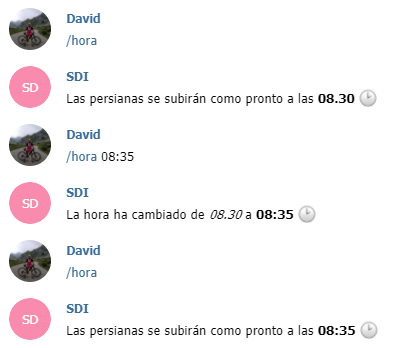 David
/hora
SD
SDI
Las persianas se subirán como pronto a las 08.30
David
/hora 08:35
SD
SDI
La hora ha cambiado de 08.30 a 08:35
David
/hora
SD
SDI
Las persianas se subirán como pronto a las 08:35